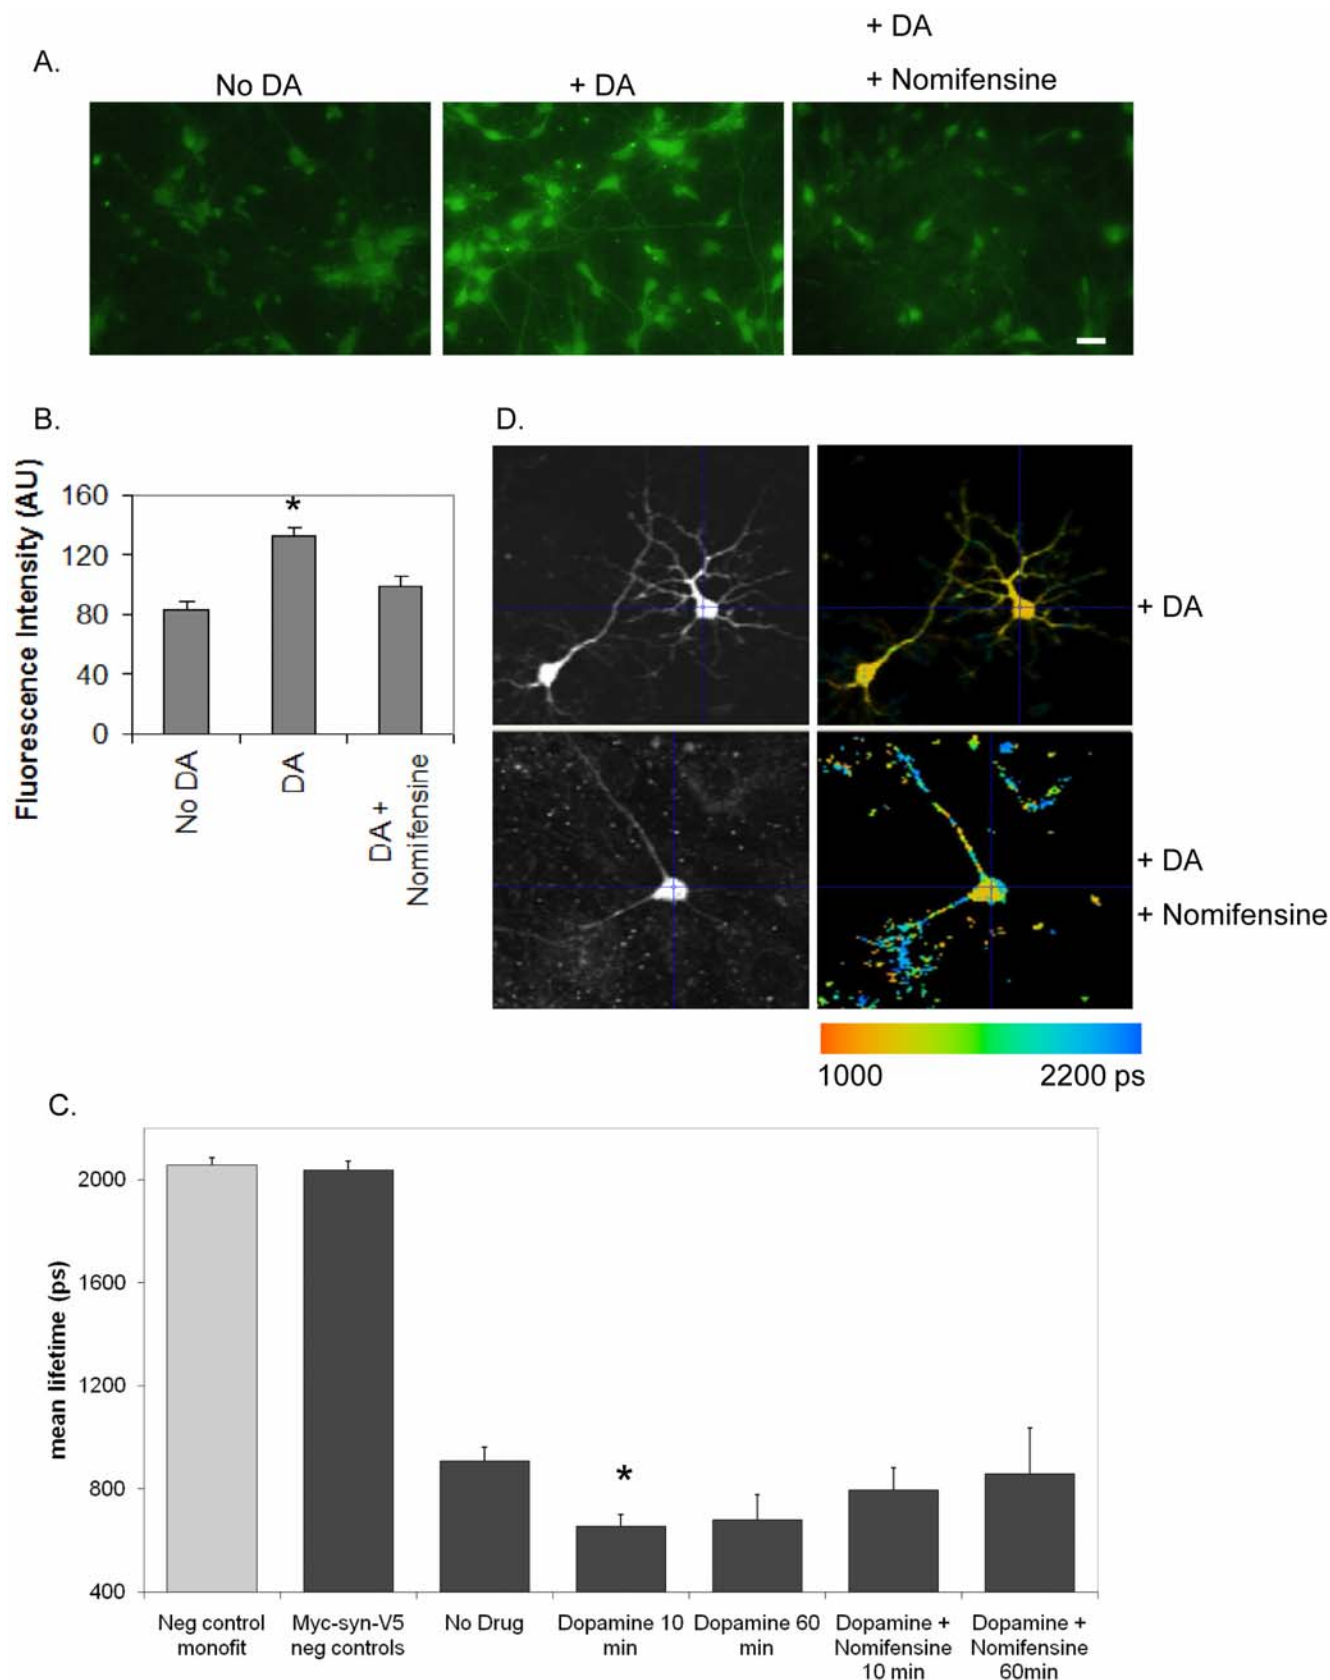 A.
No DA
+ DA
+ DA
+ Nomifensine
B.
Fluorescence Intensity (AU)
160
120
80
40
0
*
No DA
DA
DA +
Nomifensine
D.
+ DA
+ DA
+ Nomifensine
1000
2200 ps
C.
mean lifetime (ps)
2000
1600
1200
800
400
*
Neg control
monofit
Myc-syn-V5
neg controls
No Drug
Dopamine 10
min
Dopamine 60
min
Dopamine +
Nomifensine
10 min
Dopamine +
Nomifensine
60min